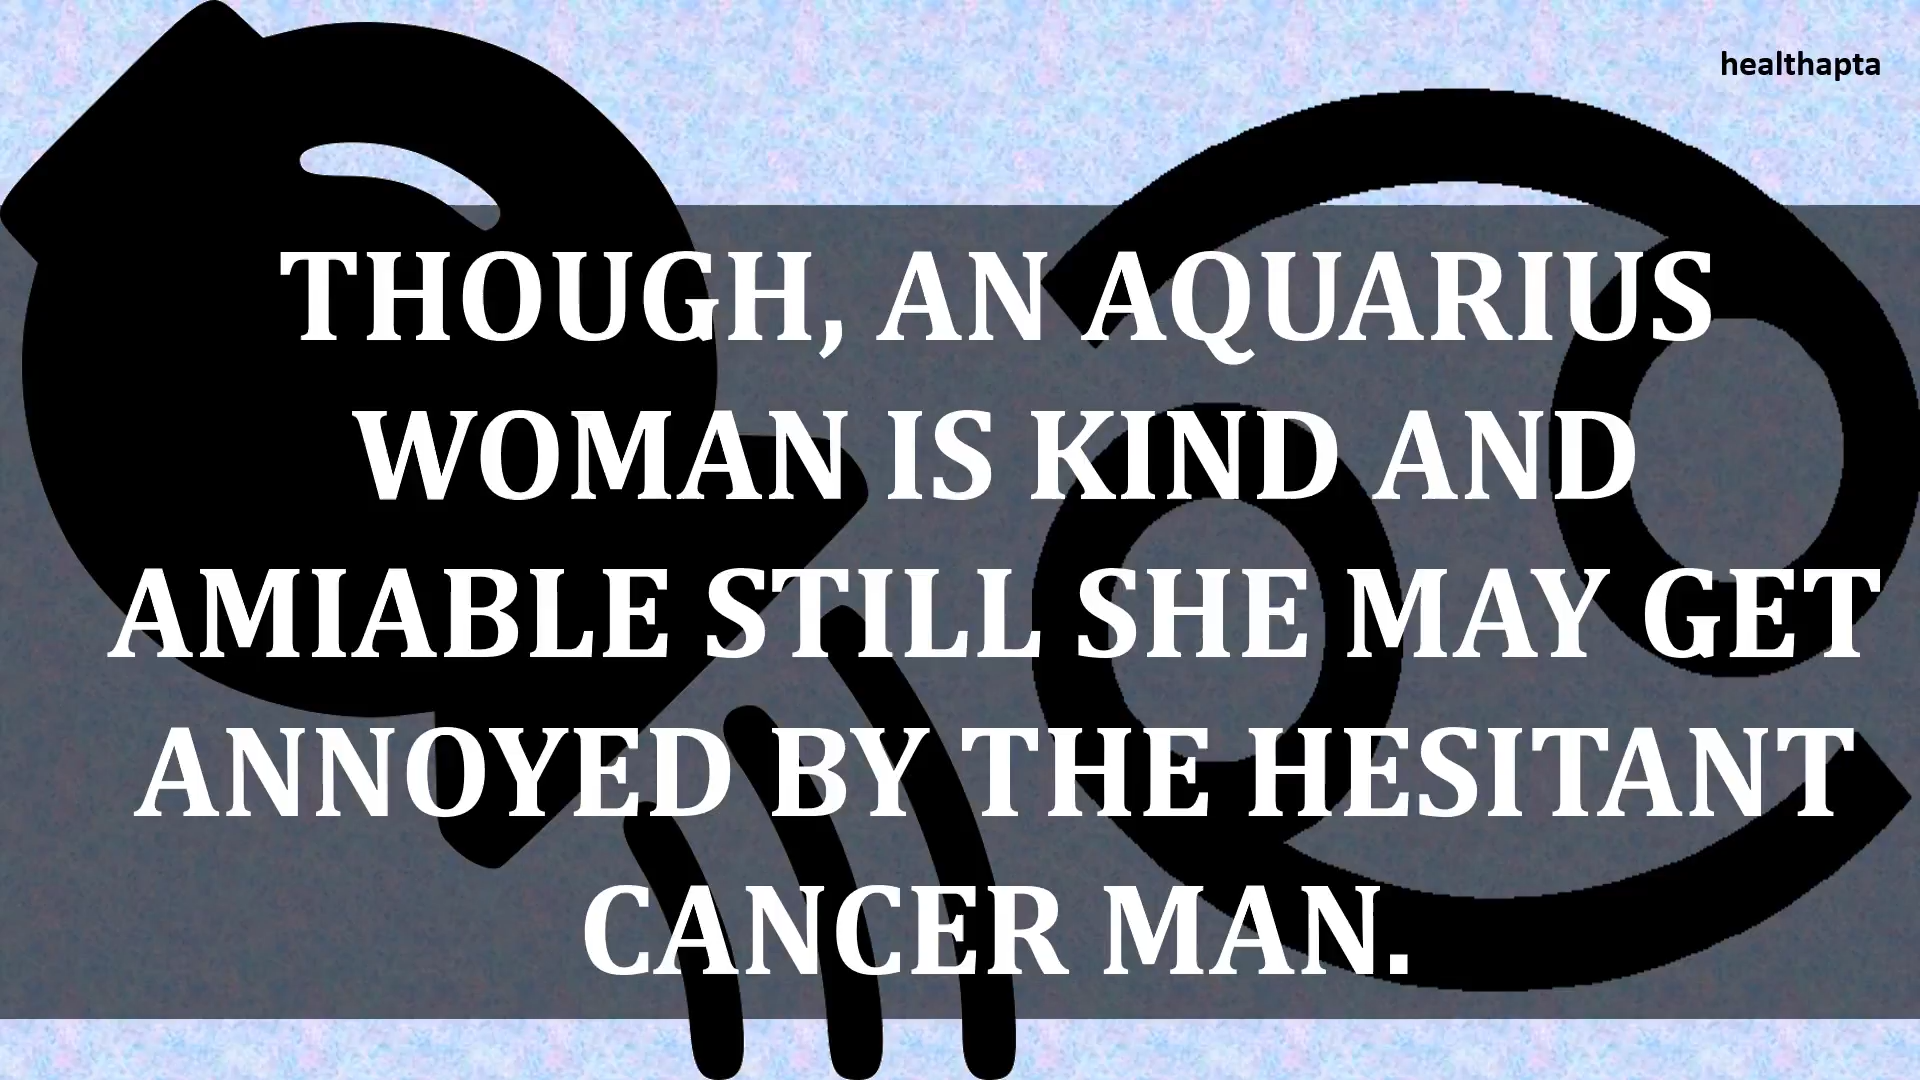 healthapta
THOUGH, AN AQUARIUS
WOMAN IS KIND AND
AMIABLE STILL SHE MAY GET
ANNOYED BY THE HESITANT
CANCER MAN.